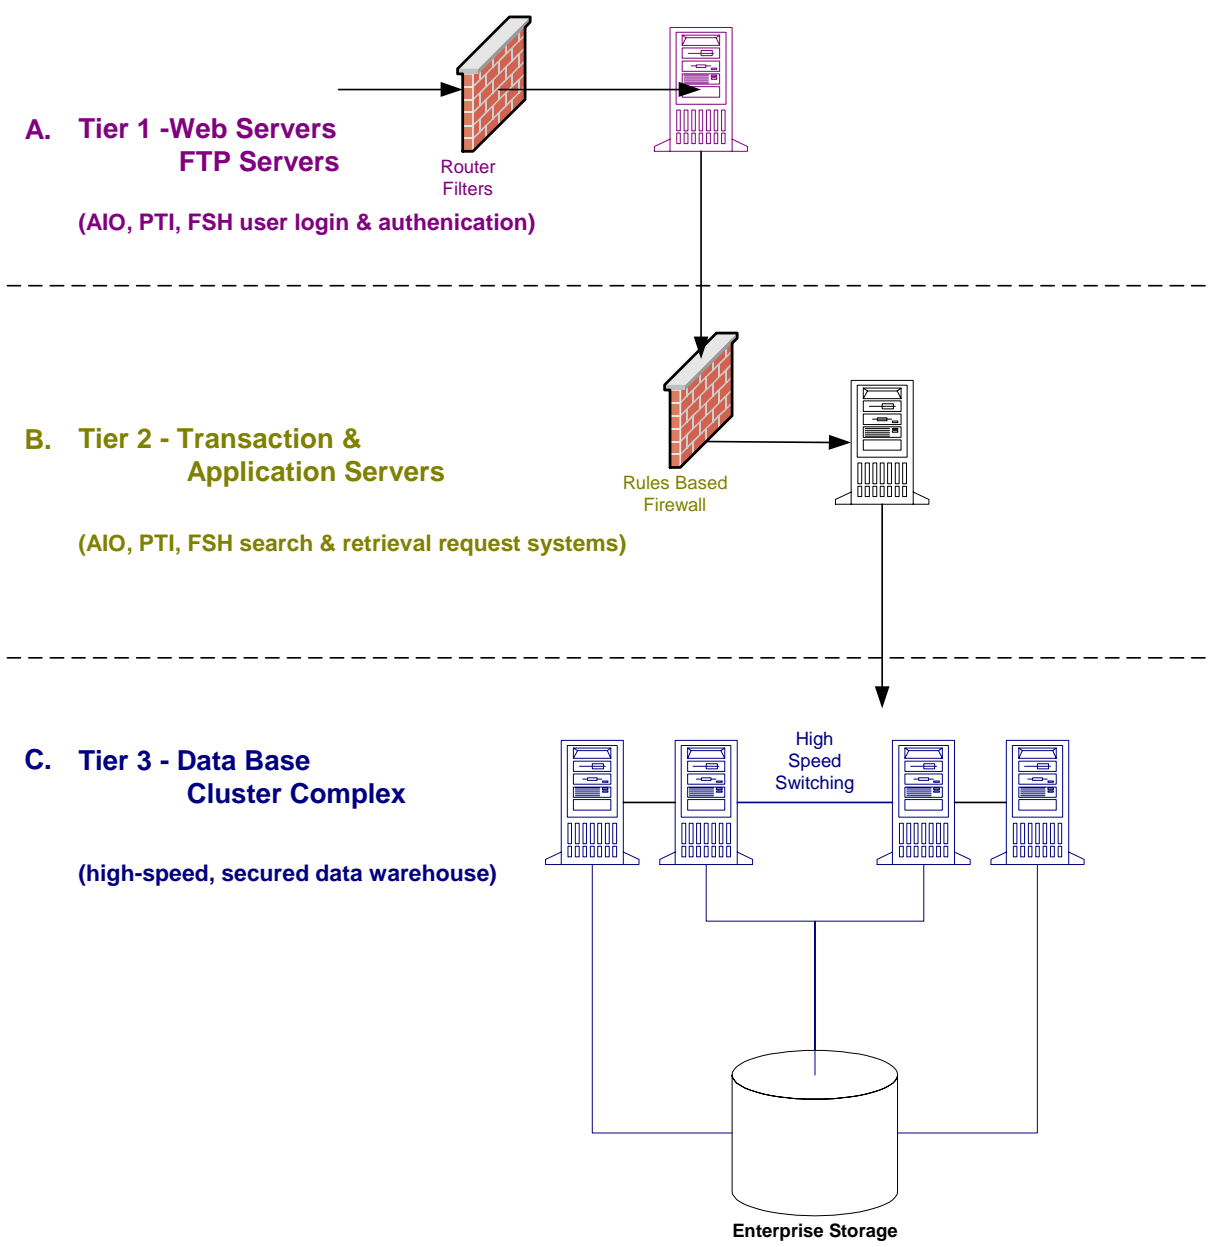 A. Tier 1 -Web Servers
FTP Servers
Router
Filters
(AIO, PTI, FSH user login & authenication)
B. Tier 2 - Transaction &
Application Servers
Rules Based
Firewall
(AIO, PTI, FSH search & retrieval request systems)
C. Tier 3 - Data Base
Cluster Complex
High
Speed
Switching
(high-speed, secured data warehouse)
Enterprise Storage